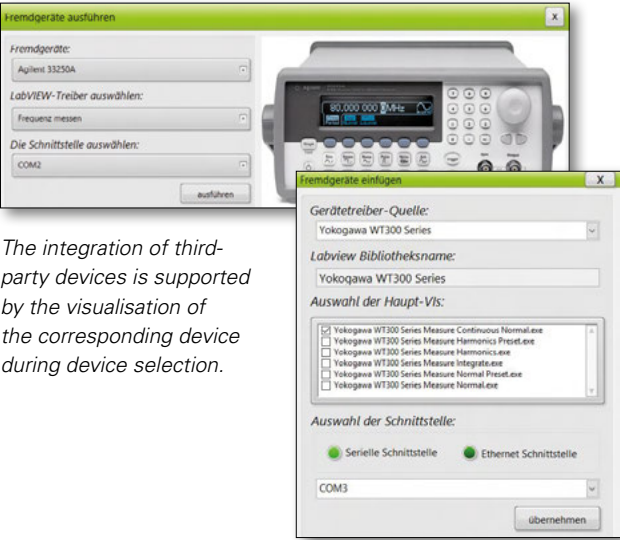 Fremdgeräte ausführen
x
Fremdgeräte:
Agilent 33250A
LabVIEW-Treiber auswählen:
Frequenz messen
Die Schnittstelle auswählen:
COM2
ausführen
Agilent
80,000 000 0MHz
The integration of third-
party devices is supported
by the visualisation of
the corresponding device
during device selection.
Fremdgeräte einfügen
X
Gerätetreiber-Quelle:
Yokogawa WT300 Series
Labview Bibliotheksname:
Yokogawa WT300 Series
Auswahl der Haupt-VIs:
Yokogawa WT300 Series Measure Continuous Normal.exe
Yokogawa WT300 Series Measure Harmonics Preset.exe
Yokogawa WT300 Series Measure Harmonics.exe
Yokogawa WT300 Series Measure Integrate.exe
Yokogawa WT300 Series Measure Normal Preset.exe
Yokogawa WT300 Series Measure Normal.exe
Auswahl der Schnittstelle:
Serielle Schnittstelle Ethernet Schnittstelle
COM3
übernehmen